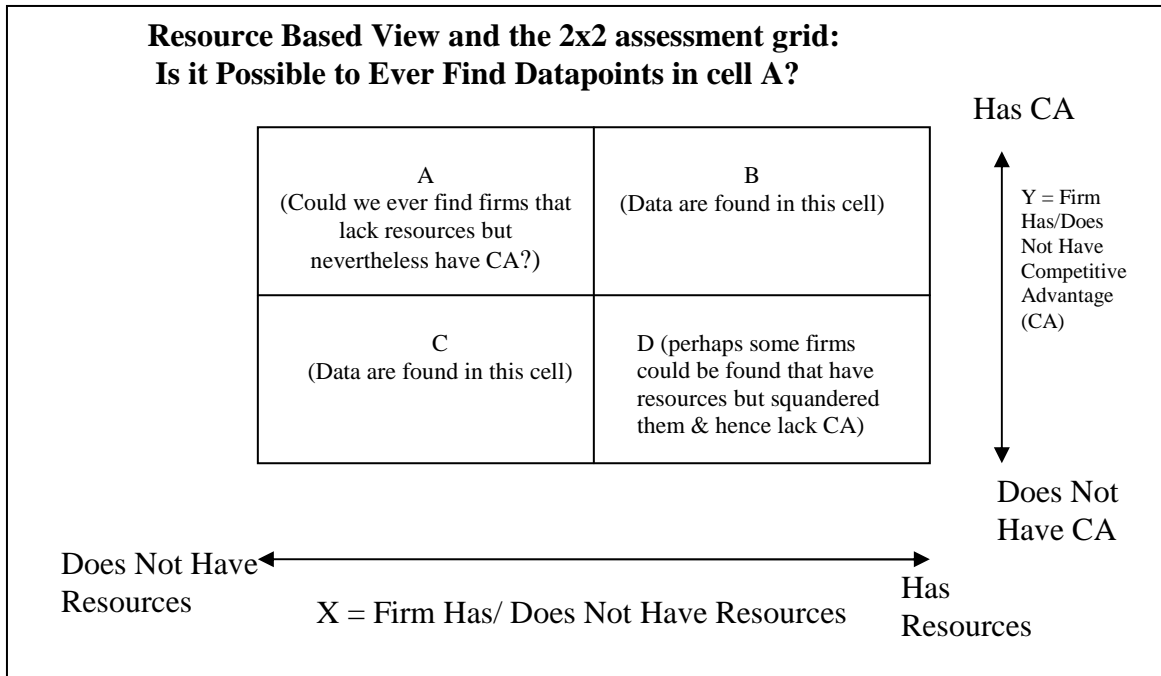 Resource Based View and the 2x2 assessment grid:
Is it Possible to Ever Find Datapoints in cell A?
Has CA
A
(Could we ever find firms that
lack resources but
nevertheless have CA?)
B
(Data are found in this cell)
Y = Firm
Has/Does
Not Have
Competitive
Advantage
(CA)
C
(Data are found in this cell)
D (perhaps some firms
could be found that have
resources but squandered
them & hence lack CA)
Does Not
Have CA
Does Not Have
Resources
X = Firm Has/ Does Not Have Resources
Has
Resources